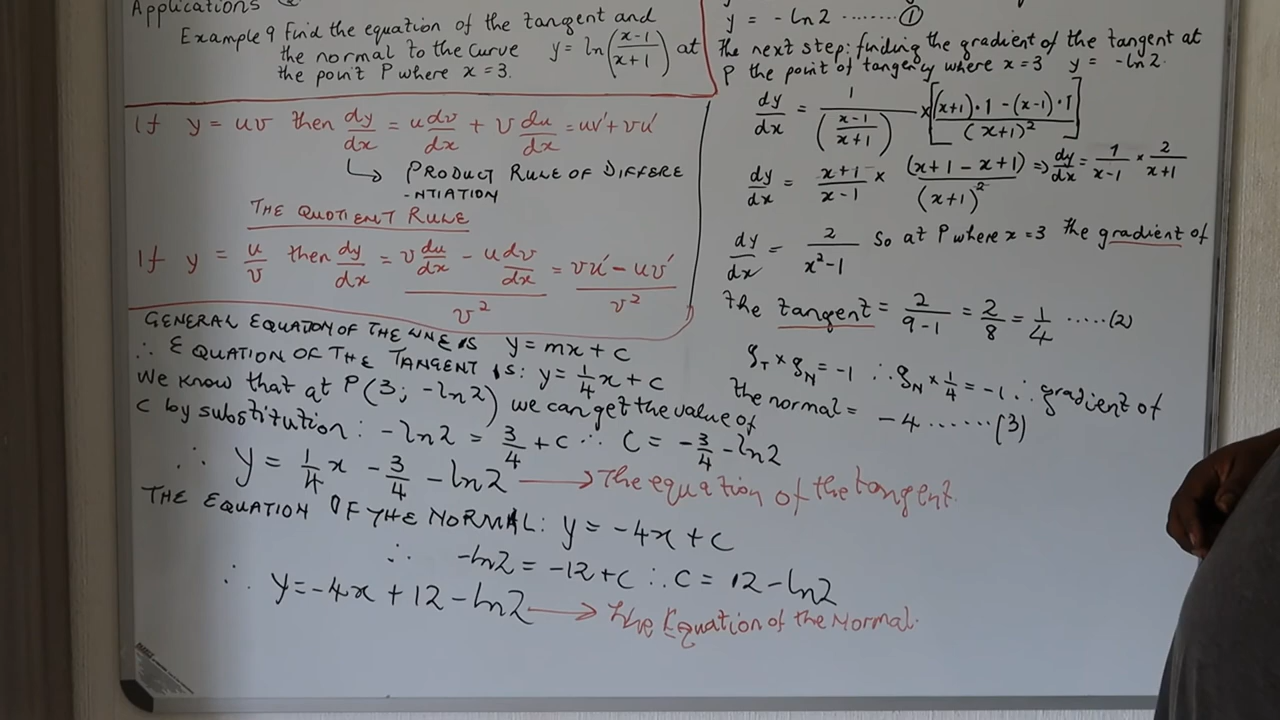 Applications
Example 9 Find the equation of the tangent and
the normal to the curve y = ln(x-1/x+1) at
the point P where x = 3.
If y = uv then dy/dx = u dv/dx + v du/dx = uv' + vu'
↳ PRODUCT RULE OF DIFFERE
-NTIATION
THE QUOTIENT RULE
If y = u/v then dy/dx = (v du/dx - u dv/dx)/v² = (vu' - uv')/v²
GENERAL EQUATION OF THE LINE IS y = mx + c
∴ EQUATION OF THE TANGENT IS: y = 1/4 x + c
We know that at P(3; -ln2) we can get the value of
C by substitution: -ln2 = 3/4 + c ∴ C = -3/4 - ln2
∴ y = 1/4 x - 3/4 - ln2 → The equation of the tangent.
THE EQUATION OF THE NORMAL: y = -4x + c
∴ -ln2 = -12 + c ∴ c = 12 - ln2
∴ y = -4x + 12 - ln2 → The Equation of the Normal.
y = -ln2 ........ ①
The next step: finding the gradient of the tangent at
P the point of tangency where x = 3 y = -ln2.
dy/dx = 1/(x-1/x+1) × [((x+1)·1 - (x-1)·1)/(x+1)²]
dy/dx = x+1/x-1 × (x+1-x+1)/(x+1)² ⇒ dy/dx = 1/x-1 × 2/x+1
dy/dx = 2/x²-1 So at P where x = 3 the gradient of
the tangent = 2/9-1 = 2/8 = 1/4 ..... (2)
gT × gN = -1 ∴ gN × 1/4 = -1 ∴ gradient of
the normal = -4 ...... (3)